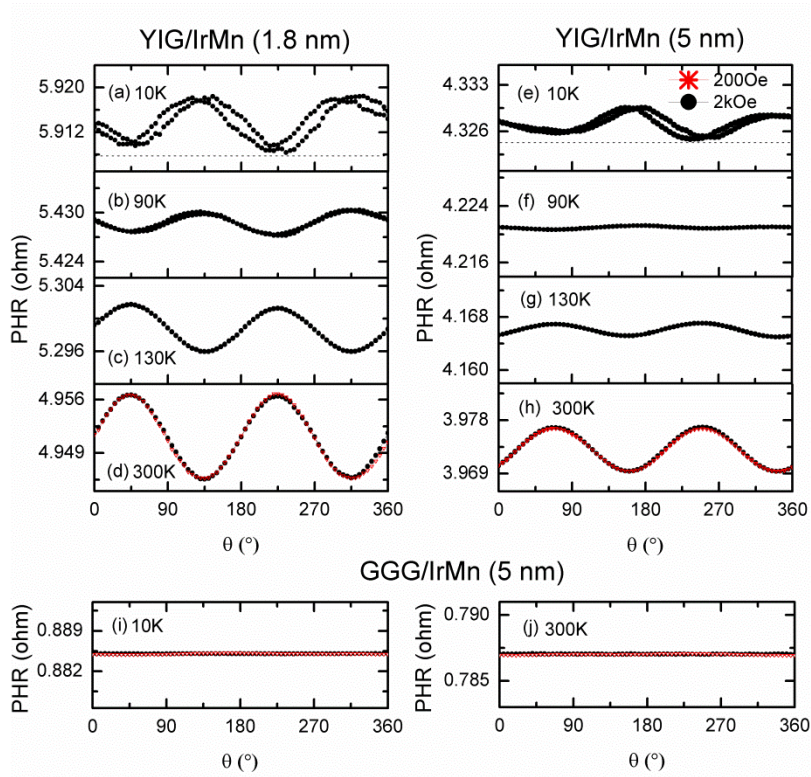 YIG/IrMn (1.8 nm)
YIG/IrMn (5 nm)
PHR (ohm)
(a) 10K
5.920
5.912
(b) 90K
5.430
5.424
5.304
5.296
(c) 130K
4.956
4.949
(d) 300K
0 90 180 270 360
θ (°)
PHR (ohm)
(e) 10K
200Oe
2kOe
4.333
4.326
(f) 90K
4.224
4.216
(g) 130K
4.168
4.160
(h) 300K
3.978
3.969
0 90 180 270 360
θ (°)
GGG/IrMn (5 nm)
PHR (ohm)
(i) 10K
0.889
0.882
0 90 180 270 360
θ (°)
PHR (ohm)
(j) 300K
0.790
0.785
0 90 180 270 360
θ (°)